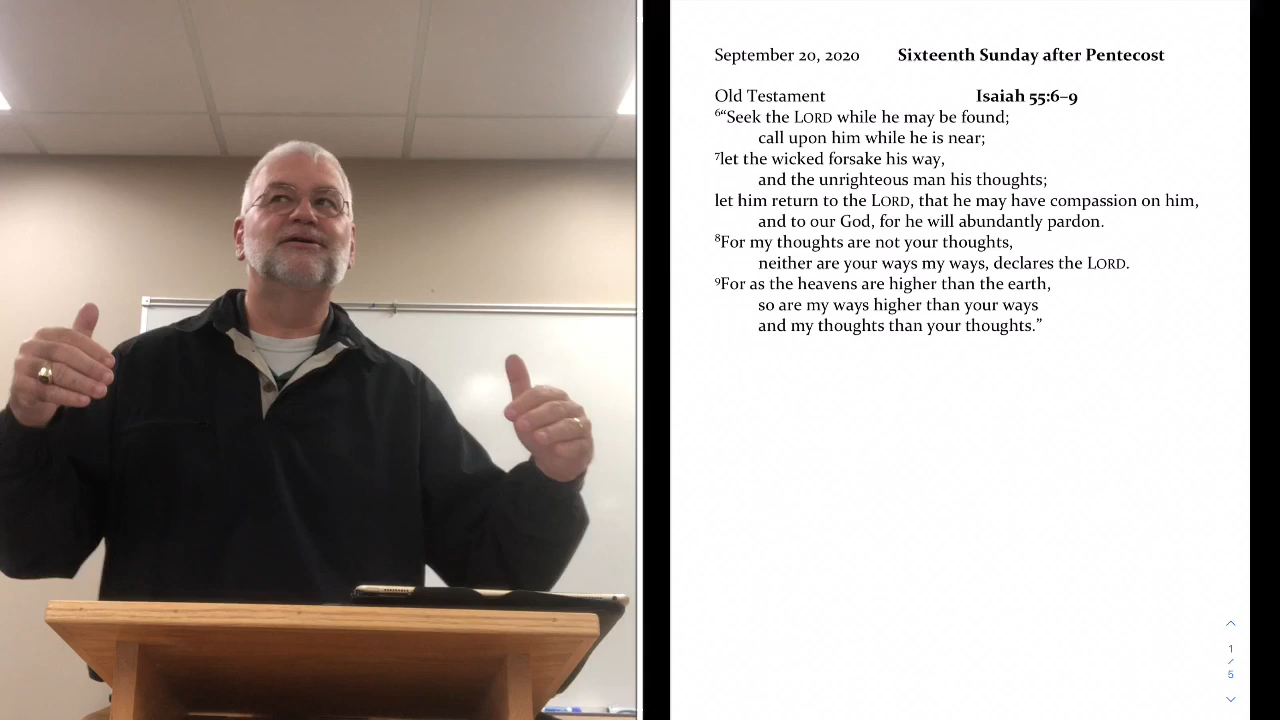 September 20, 2020 Sixteenth Sunday after Pentecost
Old Testament Isaiah 55:6–9
⁶“Seek the LORD while he may be found;
call upon him while he is near;
⁷let the wicked forsake his way,
and the unrighteous man his thoughts;
let him return to the LORD, that he may have compassion on him,
and to our God, for he will abundantly pardon.
⁸For my thoughts are not your thoughts,
neither are your ways my ways, declares the LORD.
⁹For as the heavens are higher than the earth,
so are my ways higher than your ways
and my thoughts than your thoughts.”
1
/
5